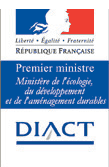 Liberté • Égalité • Fraternité
RÉPUBLIQUE FRANÇAISE
Premier ministre
Ministère de l'écologie,
du développement
et de l'aménagement durables
DIACT